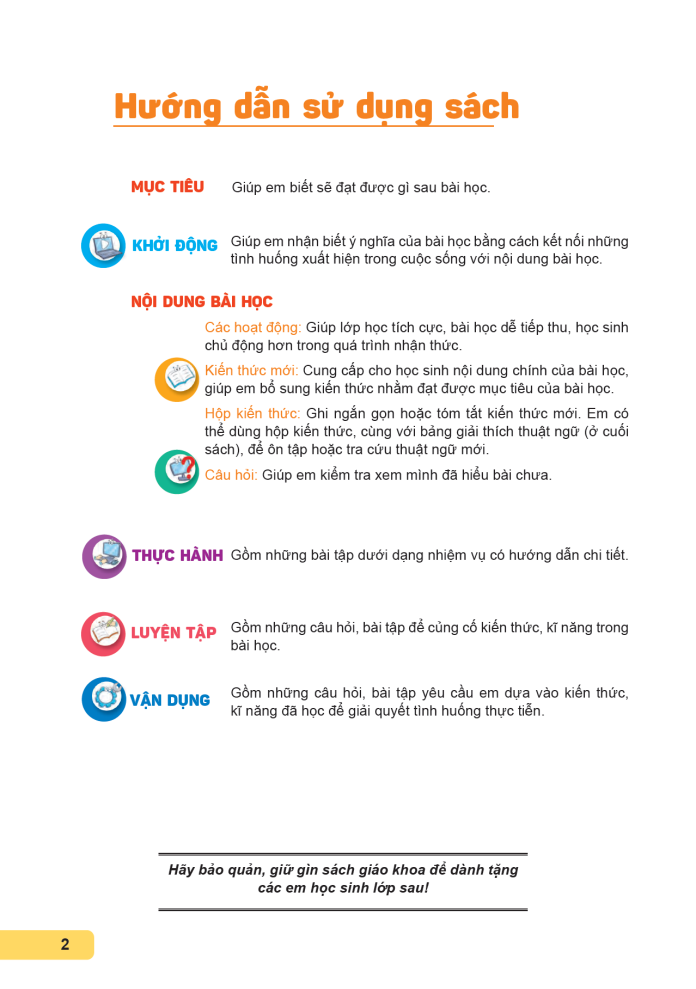 Hướng dẫn sử dụng sách
MỤC TIÊU Giúp em biết sẽ đạt được gì sau bài học.
KHỞI ĐỘNG Giúp em nhận biết ý nghĩa của bài học bằng cách kết nối những
tình huống xuất hiện trong cuộc sống với nội dung bài học.
NỘI DUNG BÀI HỌC
Các hoạt động: Giúp lớp học tích cực, bài học dễ tiếp thu, học sinh
chủ động hơn trong quá trình nhận thức.
Kiến thức mới: Cung cấp cho học sinh nội dung chính của bài học,
giúp em bổ sung kiến thức nhằm đạt được mục tiêu của bài học.
Hộp kiến thức: Ghi ngắn gọn hoặc tóm tắt kiến thức mới. Em có
thể dùng hộp kiến thức, cùng với bảng giải thích thuật ngữ (ở cuối
sách), để ôn tập hoặc tra cứu thuật ngữ mới.
Câu hỏi: Giúp em kiểm tra xem mình đã hiểu bài chưa.
THỰC HÀNH Gồm những bài tập dưới dạng nhiệm vụ có hướng dẫn chi tiết.
LUYỆN TẬP Gồm những câu hỏi, bài tập để củng cố kiến thức, kĩ năng trong
bài học.
VẬN DỤNG Gồm những câu hỏi, bài tập yêu cầu em dựa vào kiến thức,
kĩ năng đã học để giải quyết tình huống thực tiễn.
Hãy bảo quản, giữ gìn sách giáo khoa để dành tặng
các em học sinh lớp sau!
2